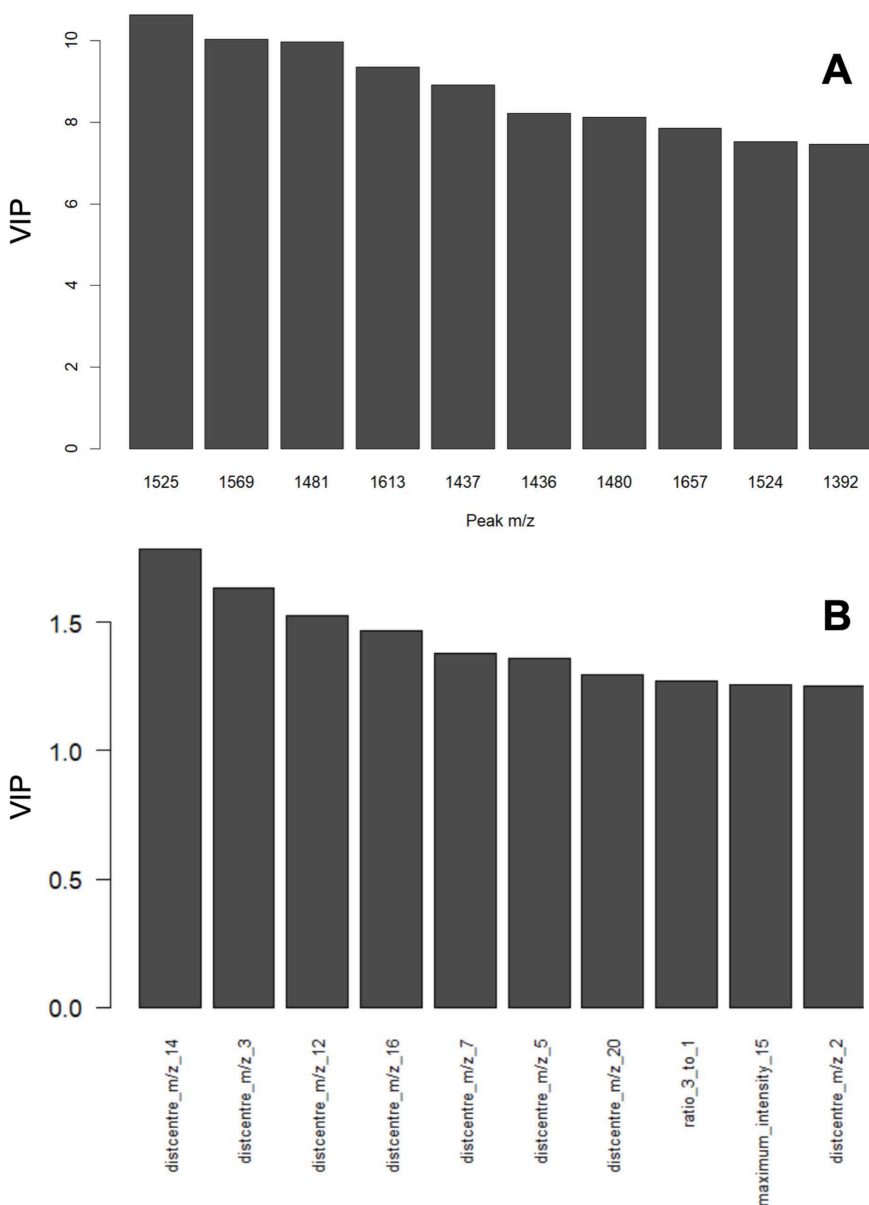 A
10
8
6
4
2
0
VIP
1525 1569 1481 1613 1437 1436 1480 1657 1524 1392
Peak m/z
B
1.5
1.0
0.5
0.0
VIP
distcentre_m/z_14
distcentre_m/z_3
distcentre_m/z_12
distcentre_m/z_16
distcentre_m/z_7
distcentre_m/z_5
distcentre_m/z_20
ratio_3_to_1
maximum_intensity_15
distcentre_m/z_2